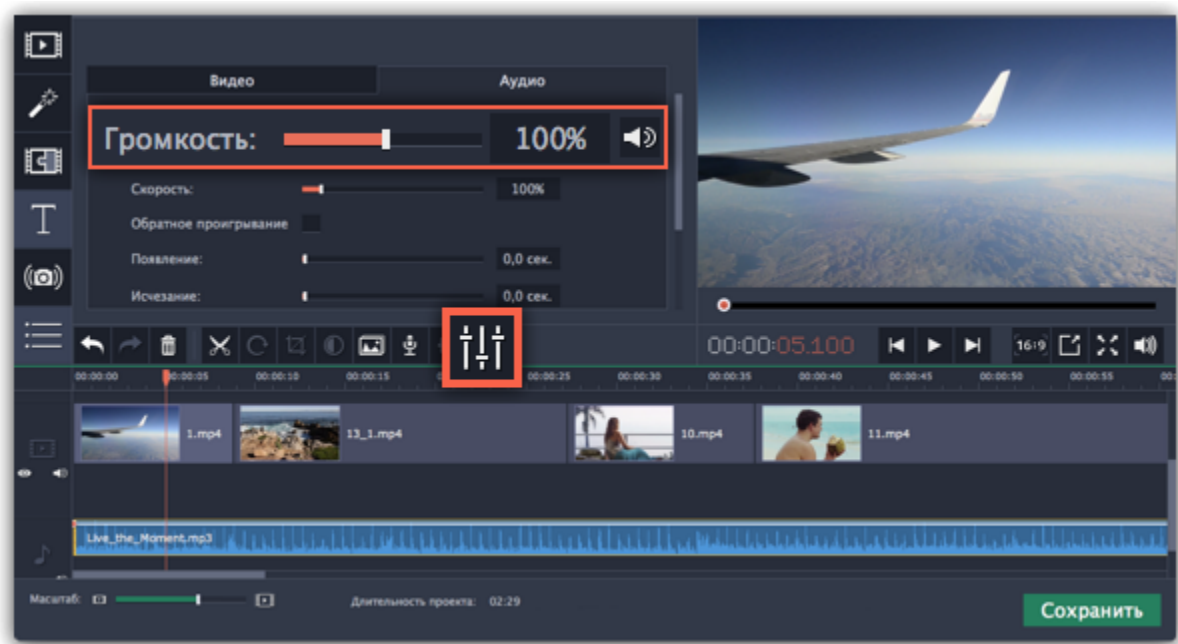 Видео Аудио
Громкость: 100%
Скорость: 100%
Обратное проигрывание
Появление: 0,0 сек.
Исчезание: 0,0 сек.
00:00:05.100 16:9
00:00:00 00:00:05 00:00:10 00:00:15 00:00:25 00:00:30 00:00:35 00:00:40 00:00:45 00:00:50 00:00:55
1.mp4 13_1.mp4 10.mp4 11.mp4
Live_the_Moment.mp3
Масштаб: Длительность проекта: 02:29
Сохранить